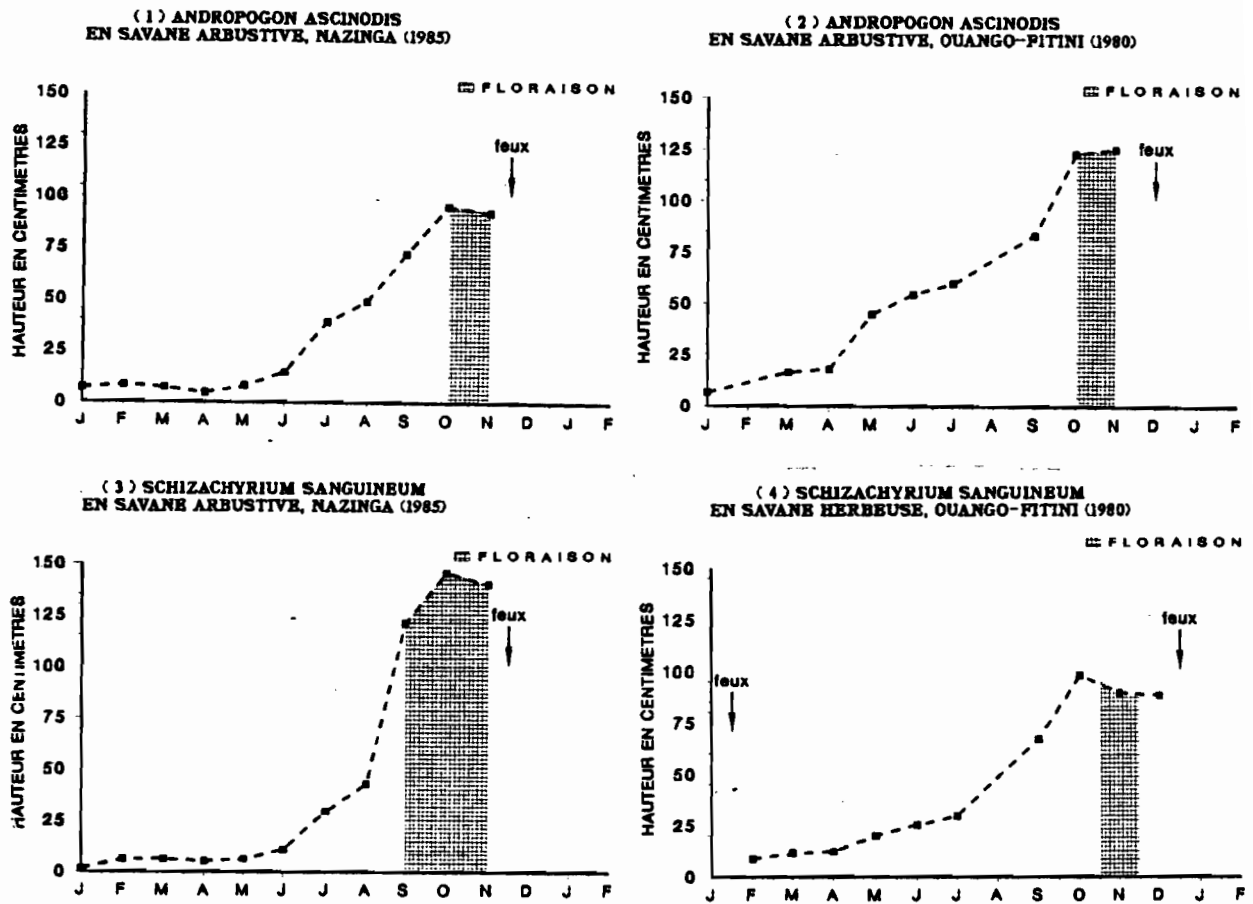 ( 1 ) ANDROPOGON ASCINODIS
EN SAVANE ARBUSTIVE, NAZINGA (1985)
FLORAISON
HAUTEUR EN CENTIMETRES
150
125
100
75
50
25
0
feux
J F M A M J J A S O N D J F
( 2 ) ANDROPOGON ASCINODIS
EN SAVANE ARBUSTIVE, OUANGO-FITINI (1980)
FLORAISON
HAUTEUR EN CENTIMETRES
150
125
100
75
50
25
0
feux
J F M A M J J A S O N D J F
( 3 ) SCHIZACHYRIUM SANGUINEUM
EN SAVANE ARBUSTIVE, NAZINGA (1985)
FLORAISON
HAUTEUR EN CENTIMETRES
150
125
100
75
50
25
0
feux
J F M A M J J A S O N D J F
(4) SCHIZACHYRIUM SANGUINEUM
EN SAVANE HERBEUSE, OUANGO-FITINI (1980)
FLORAISON
HAUTEUR EN CENTIMETRES
150
125
100
75
50
25
0
feux
feux
J F M A M J J A S O N D J F